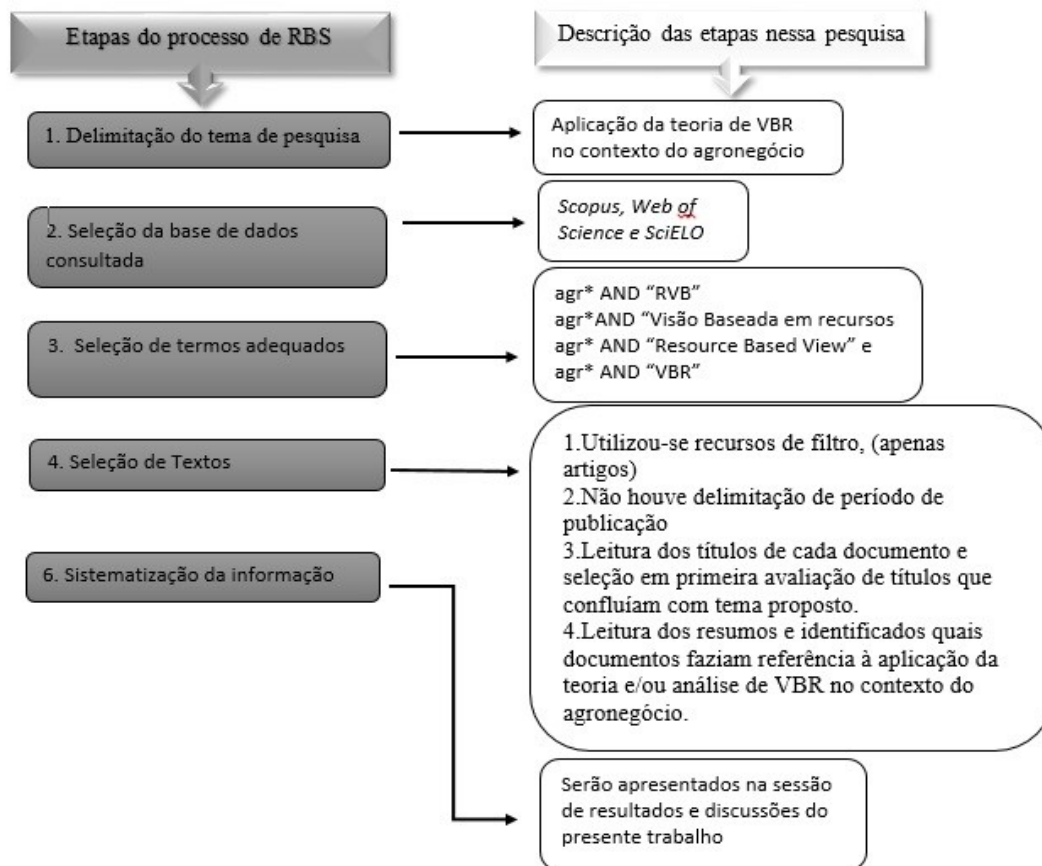 Etapas do processo de RBS
Descrição das etapas nessa pesquisa
1. Delimitação do tema de pesquisa
Aplicação da teoria de VBR
no contexto do agronegócio
2. Seleção da base de dados
consultada
Scopus, Web of
Science e SciELO
3. Seleção de termos adequados
agr* AND “RVB”
agr*AND “Visão Baseada em recursos
agr* AND “Resource Based View” e
agr* AND “VBR”
4. Seleção de Textos
1.Utilizou-se recursos de filtro, (apenas
artigos)
2.Não houve delimitação de período de
publicação
3.Leitura dos títulos de cada documento e
seleção em primeira avaliação de títulos que
confluíam com tema proposto.
4.Leitura dos resumos e identificados quais
documentos faziam referência à aplicação da
teoria e/ou análise de VBR no contexto do
agronegócio.
6. Sistematização da informação
Serão apresentados na sessão
de resultados e discussões do
presente trabalho